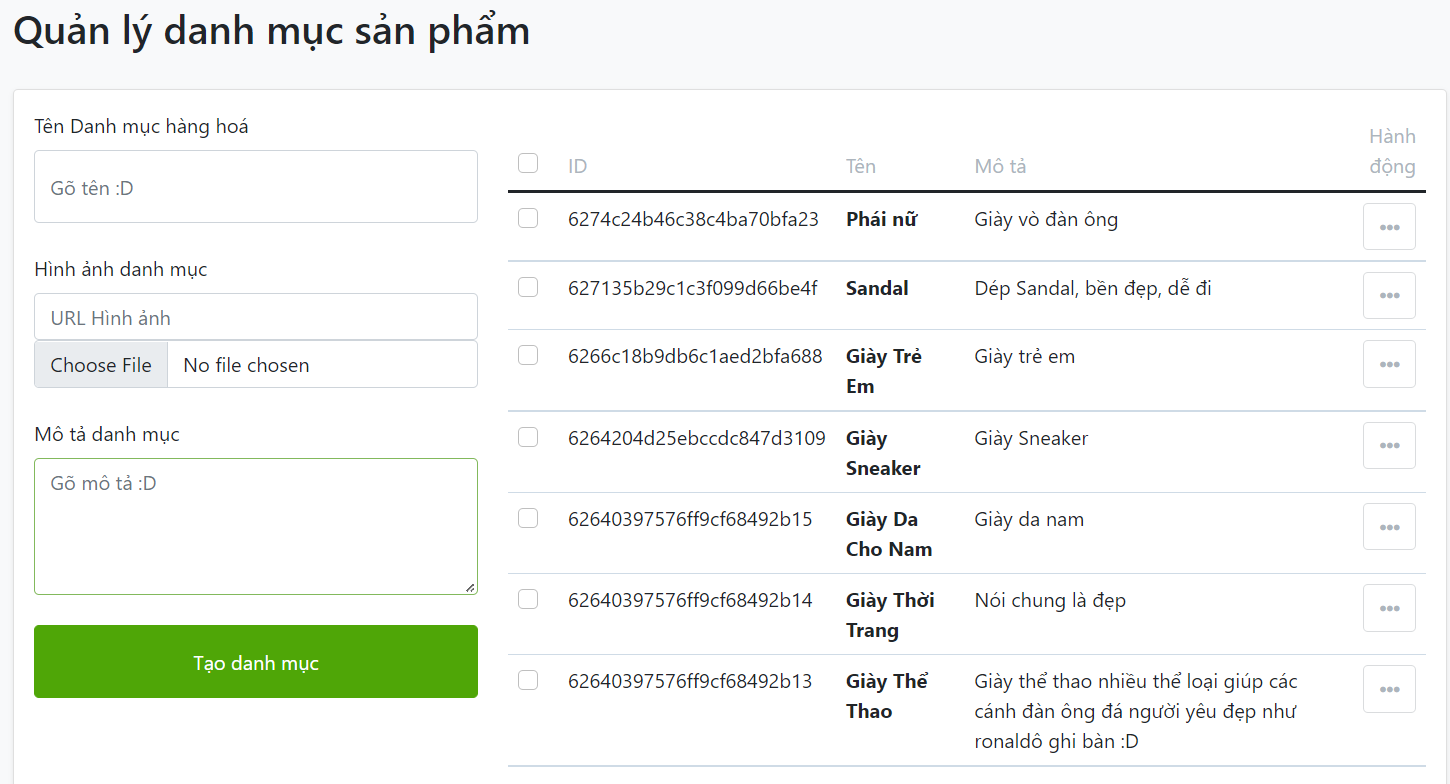 Quản lý danh mục sản phẩm
Tên Danh mục hàng hoá
Gõ tên :D
Hình ảnh danh mục
URL Hình ảnh
Choose File No file chosen
Mô tả danh mục
Gõ mô tả :D
Tạo danh mục
ID Tên Mô tả Hành
động
6274c24b46c38c4ba70bfa23 Phái nữ Giày vò đàn ông
627135b29c1c3f099d66be4f Sandal Dép Sandal, bền đẹp, dễ đi
6266c18b9db6c1aed2bfa688 Giày Trẻ Giày trẻ em
Em
6264204d25ebccdc847d3109 Giày Giày Sneaker
Sneaker
62640397576ff9cf68492b15 Giày Da Giày da nam
Cho Nam
62640397576ff9cf68492b14 Giày Thời Nói chung là đẹp
Trang
62640397576ff9cf68492b13 Giày Thể Giày thể thao nhiều thể loại giúp các
Thao cánh đàn ông đá người yêu đẹp như
ronaldô ghi bàn :D